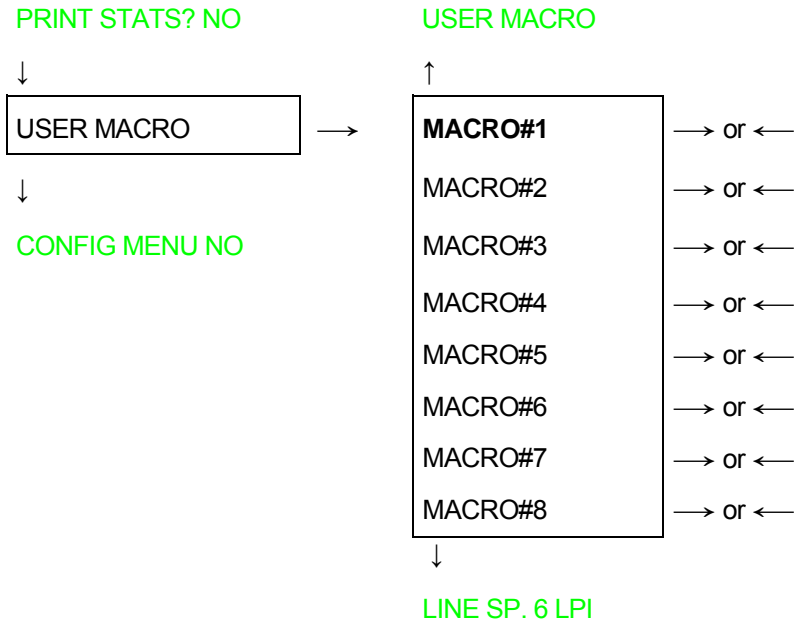 PRINT STATS? NO USER MACRO
↓ ↑
USER MACRO → MACRO#1 → or ←
↓ MACRO#2 → or ←
CONFIG MENU NO MACRO#3 → or ←
MACRO#4 → or ←
MACRO#5 → or ←
MACRO#6 → or ←
MACRO#7 → or ←
MACRO#8 → or ←
↓
LINE SP. 6 LPI